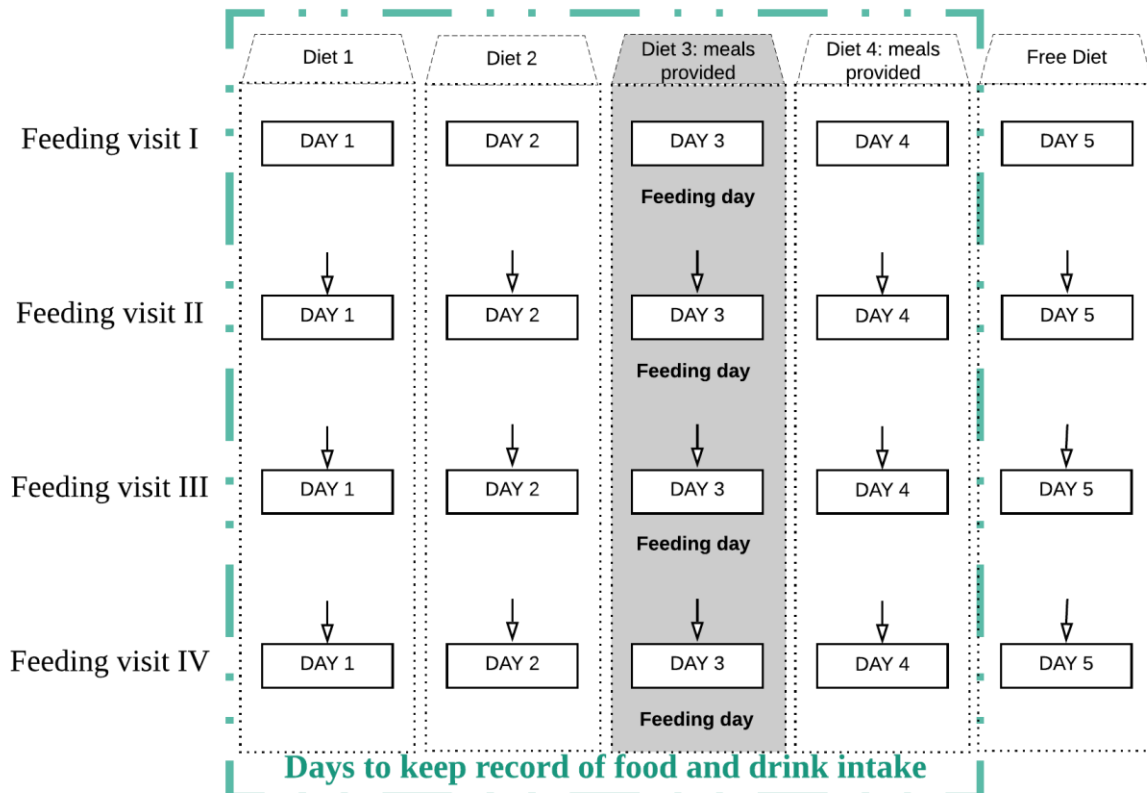 Diet 1
Diet 2
Diet 3: meals
provided
Diet 4: meals
provided
Free Diet
Feeding visit I
DAY 1
DAY 2
DAY 3
DAY 4
DAY 5
Feeding day
Feeding visit II
DAY 1
DAY 2
DAY 3
DAY 4
DAY 5
Feeding day
Feeding visit III
DAY 1
DAY 2
DAY 3
DAY 4
DAY 5
Feeding day
Feeding visit IV
DAY 1
DAY 2
DAY 3
DAY 4
DAY 5
Feeding day
Days to keep record of food and drink intake